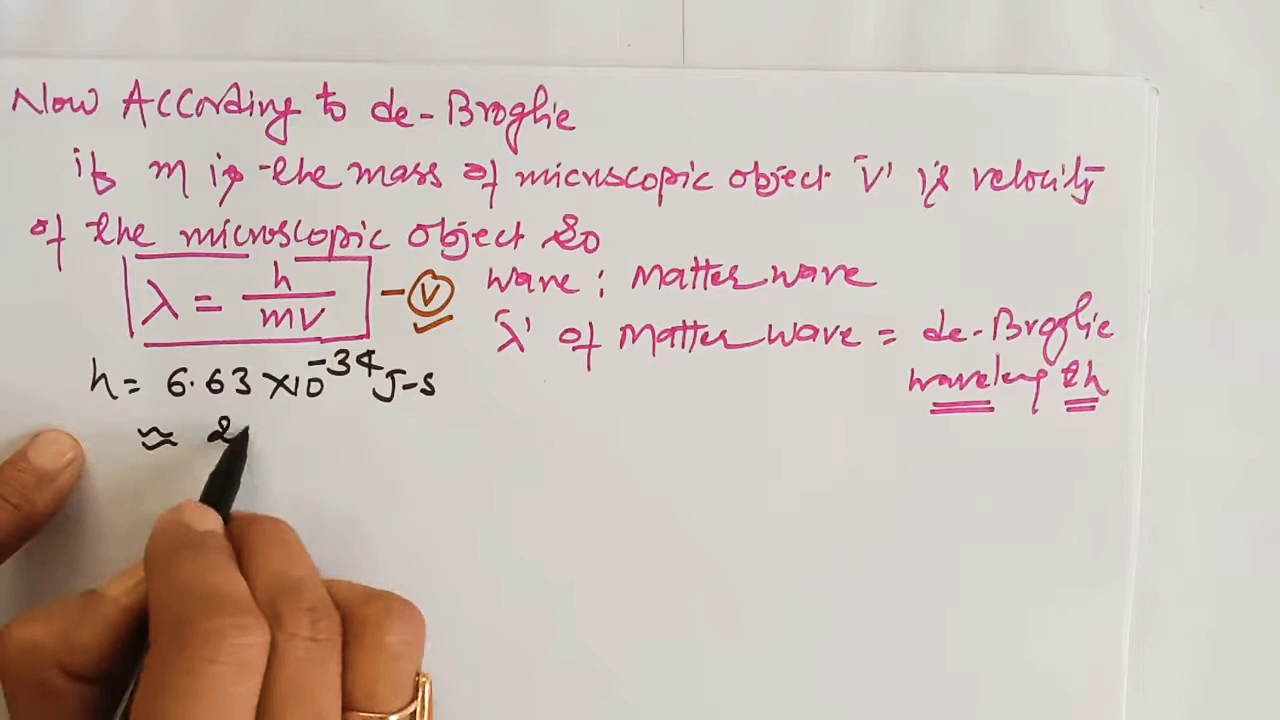 Now According to de-Broglie
if m is the mass of microscopic object 'v' is velocity
of the microscopic object so
λ = h/mv - (v) wave : Matter wave
'λ' of Matter wave = de-Broglie
wavelength
h = 6.63 ×10⁻³⁴ J-s
≈